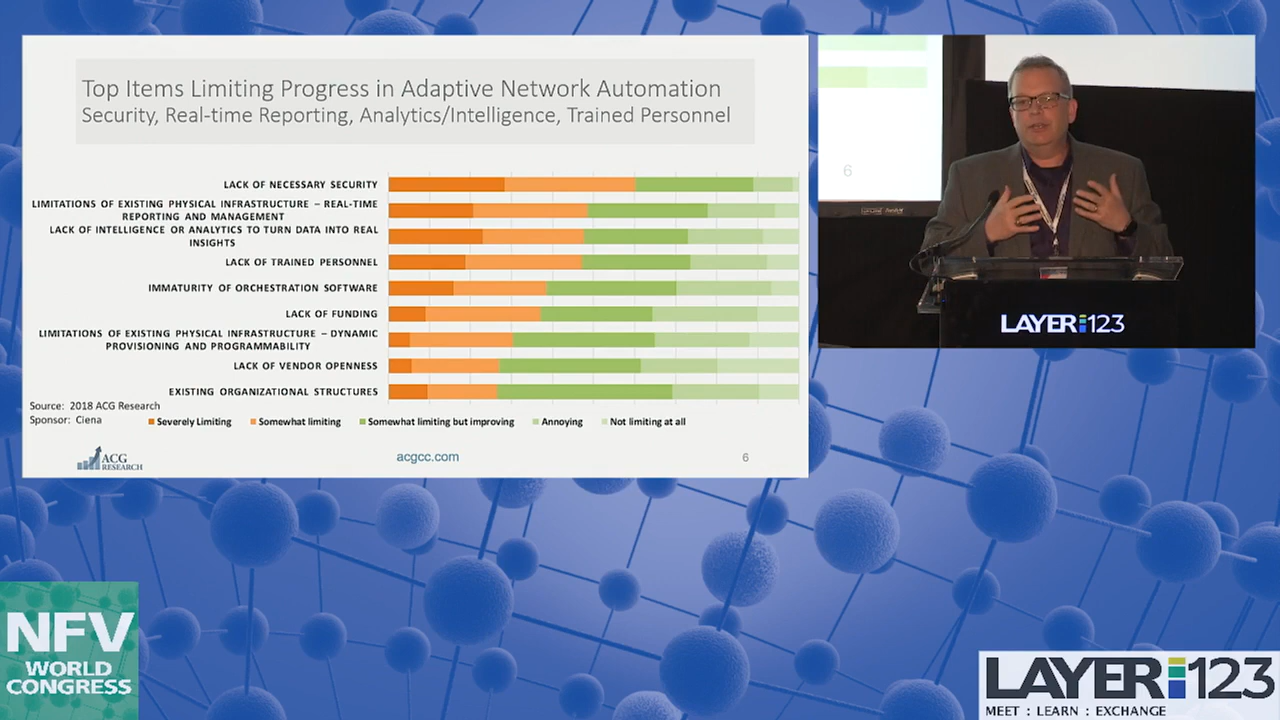 Top Items Limiting Progress in Adaptive Network Automation
Security, Real-time Reporting, Analytics/Intelligence, Trained Personnel
LACK OF NECESSARY SECURITY
LIMITATIONS OF EXISTING PHYSICAL INFRASTRUCTURE – REAL-TIME
REPORTING AND MANAGEMENT
LACK OF INTELLIGENCE OR ANALYTICS TO TURN DATA INTO REAL
INSIGHTS
LACK OF TRAINED PERSONNEL
IMMATURITY OF ORCHESTRATION SOFTWARE
LACK OF FUNDING
LIMITATIONS OF EXISTING PHYSICAL INFRASTRUCTURE – DYNAMIC
PROVISIONING AND PROGRAMMABILITY
LACK OF VENDOR OPENNESS
EXISTING ORGANIZATIONAL STRUCTURES
Source: 2018 ACG Research
Sponsor: Ciena
Severely Limiting
Somewhat limiting
Somewhat limiting but improving
Annoying
Not limiting at all
ACG
RESEARCH
acgcc.com
6
6
LAYER123
NFV
WORLD
CONGRESS
LAYER123
MEET : LEARN : EXCHANGE